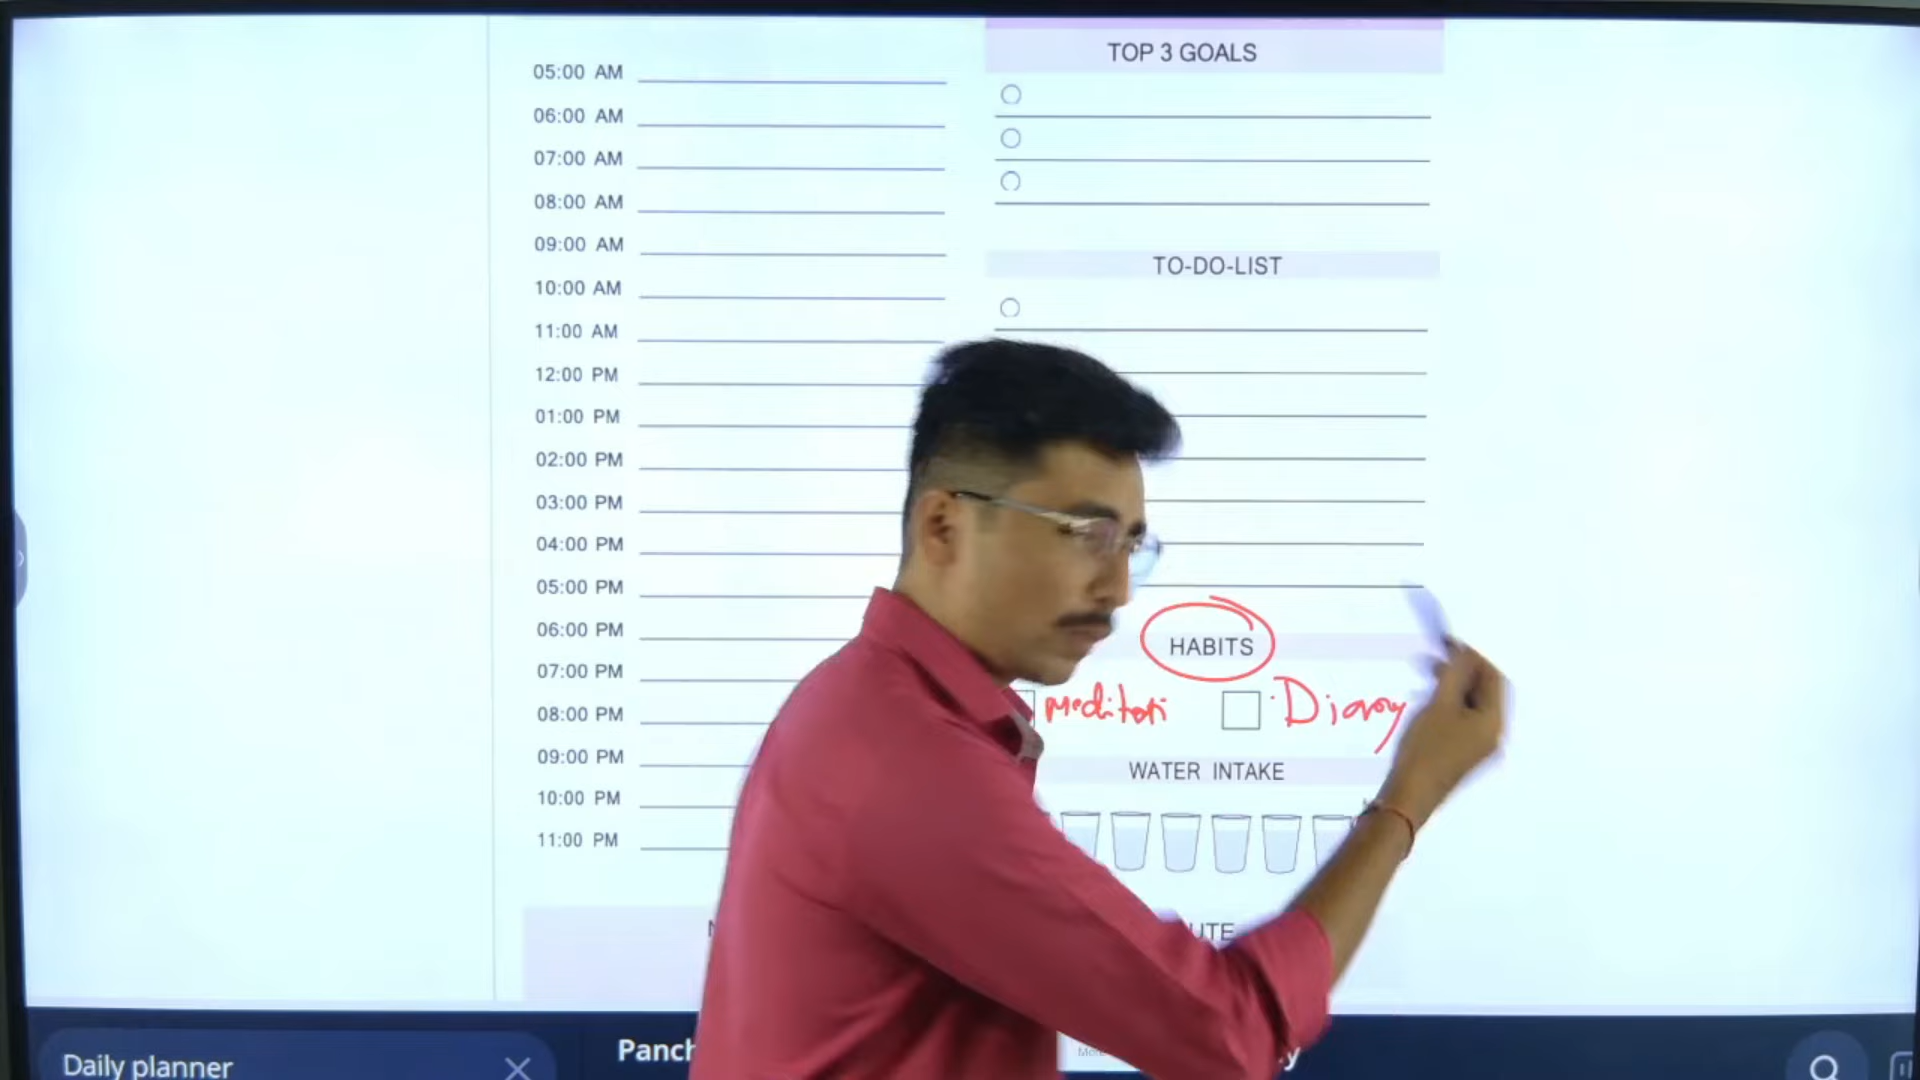 05:00 AM
06:00 AM
07:00 AM
08:00 AM
09:00 AM
10:00 AM
11:00 AM
12:00 PM
01:00 PM
02:00 PM
03:00 PM
04:00 PM
05:00 PM
06:00 PM
07:00 PM
08:00 PM
09:00 PM
10:00 PM
11:00 PM
TOP 3 GOALS
TO-DO-LIST
HABITS
Diary
WATER INTAKE
Daily planner